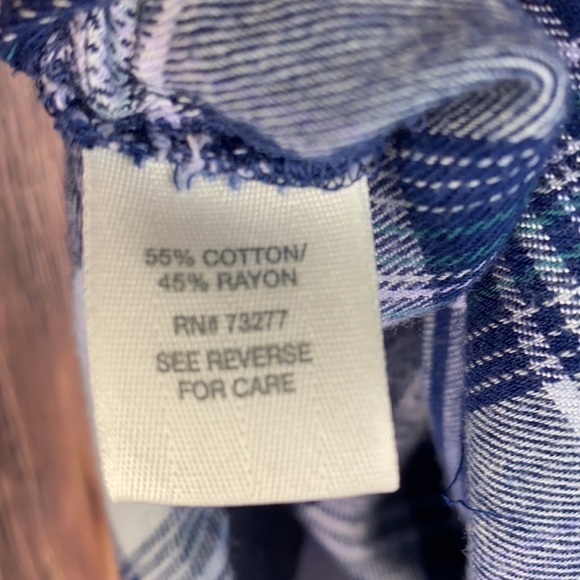 55% COTTON/
45% RAYON
RN# 73277
SEE REVERSE
FOR CARE